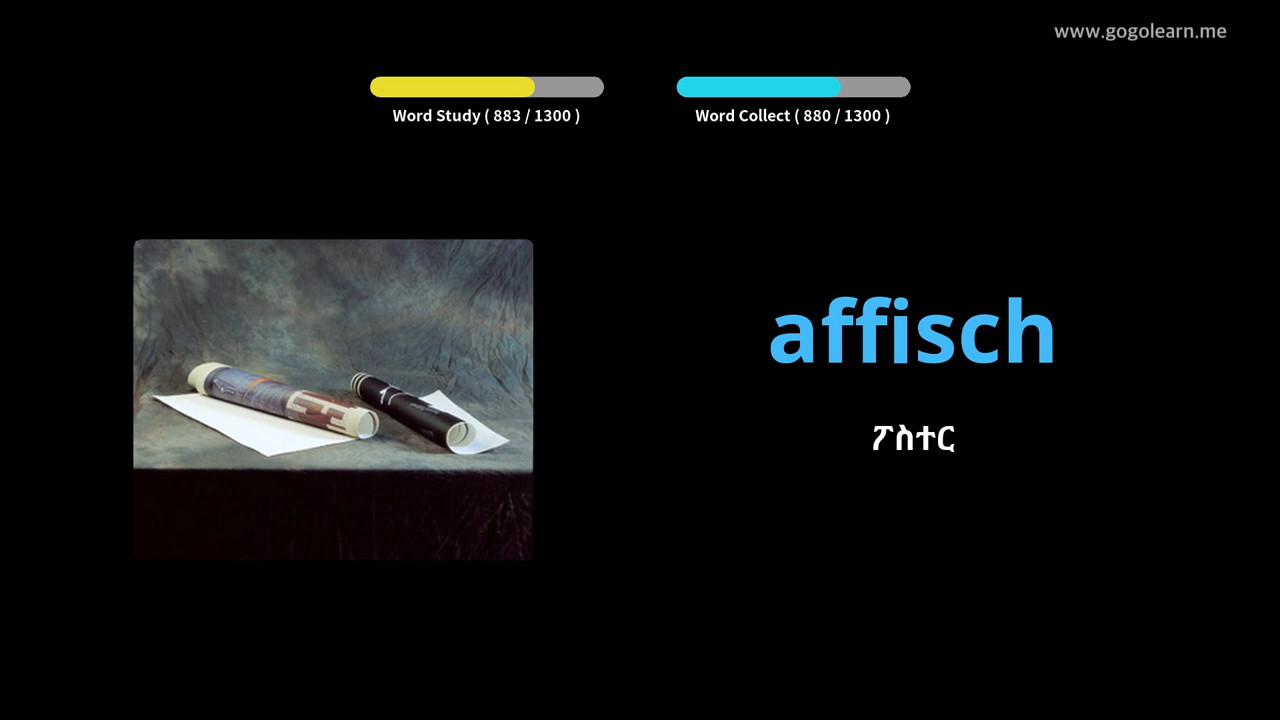 www.gogolearn.me
Word Study ( 883 / 1300 )
Word Collect ( 880 / 1300 )
affisch
ፖስተር